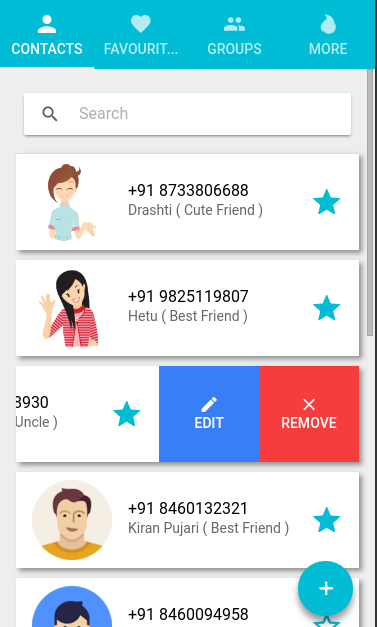 CONTACTS
FAVOURIT...
GROUPS
MORE
Search
+91 8733806688
Drashti ( Cute Friend )
+91 9825119807
Hetu ( Best Friend )
8930
Uncle )
EDIT
REMOVE
+91 8460132321
Kiran Pujari ( Best Friend )
+91 8460094958